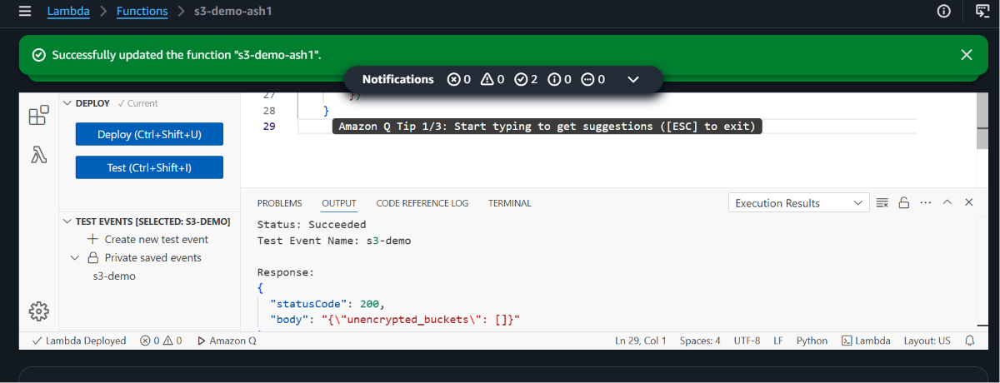 Lambda > Functions > s3-demo-ash1
Successfully updated the function "s3-demo-ash1".
Notifications 0 0 2 0 0
DEPLOY ✓ Current
Deploy (Ctrl+Shift+U)
Test (Ctrl+Shift+I)
27 })
28 }
29
Amazon Q Tip 1/3: Start typing to get suggestions ([ESC] to exit)
PROBLEMS OUTPUT CODE REFERENCE LOG TERMINAL
Execution Results
TEST EVENTS [SELECTED: S3-DEMO]
+ Create new test event
Private saved events
s3-demo
Status: Succeeded
Test Event Name: s3-demo
Response:
{
"statusCode": 200,
"body": "{\"unencrypted_buckets\": []}"
✓ Lambda Deployed 0 0 Amazon Q
Ln 29, Col 1 Spaces: 4 UTF-8 LF Python Lambda Layout: US